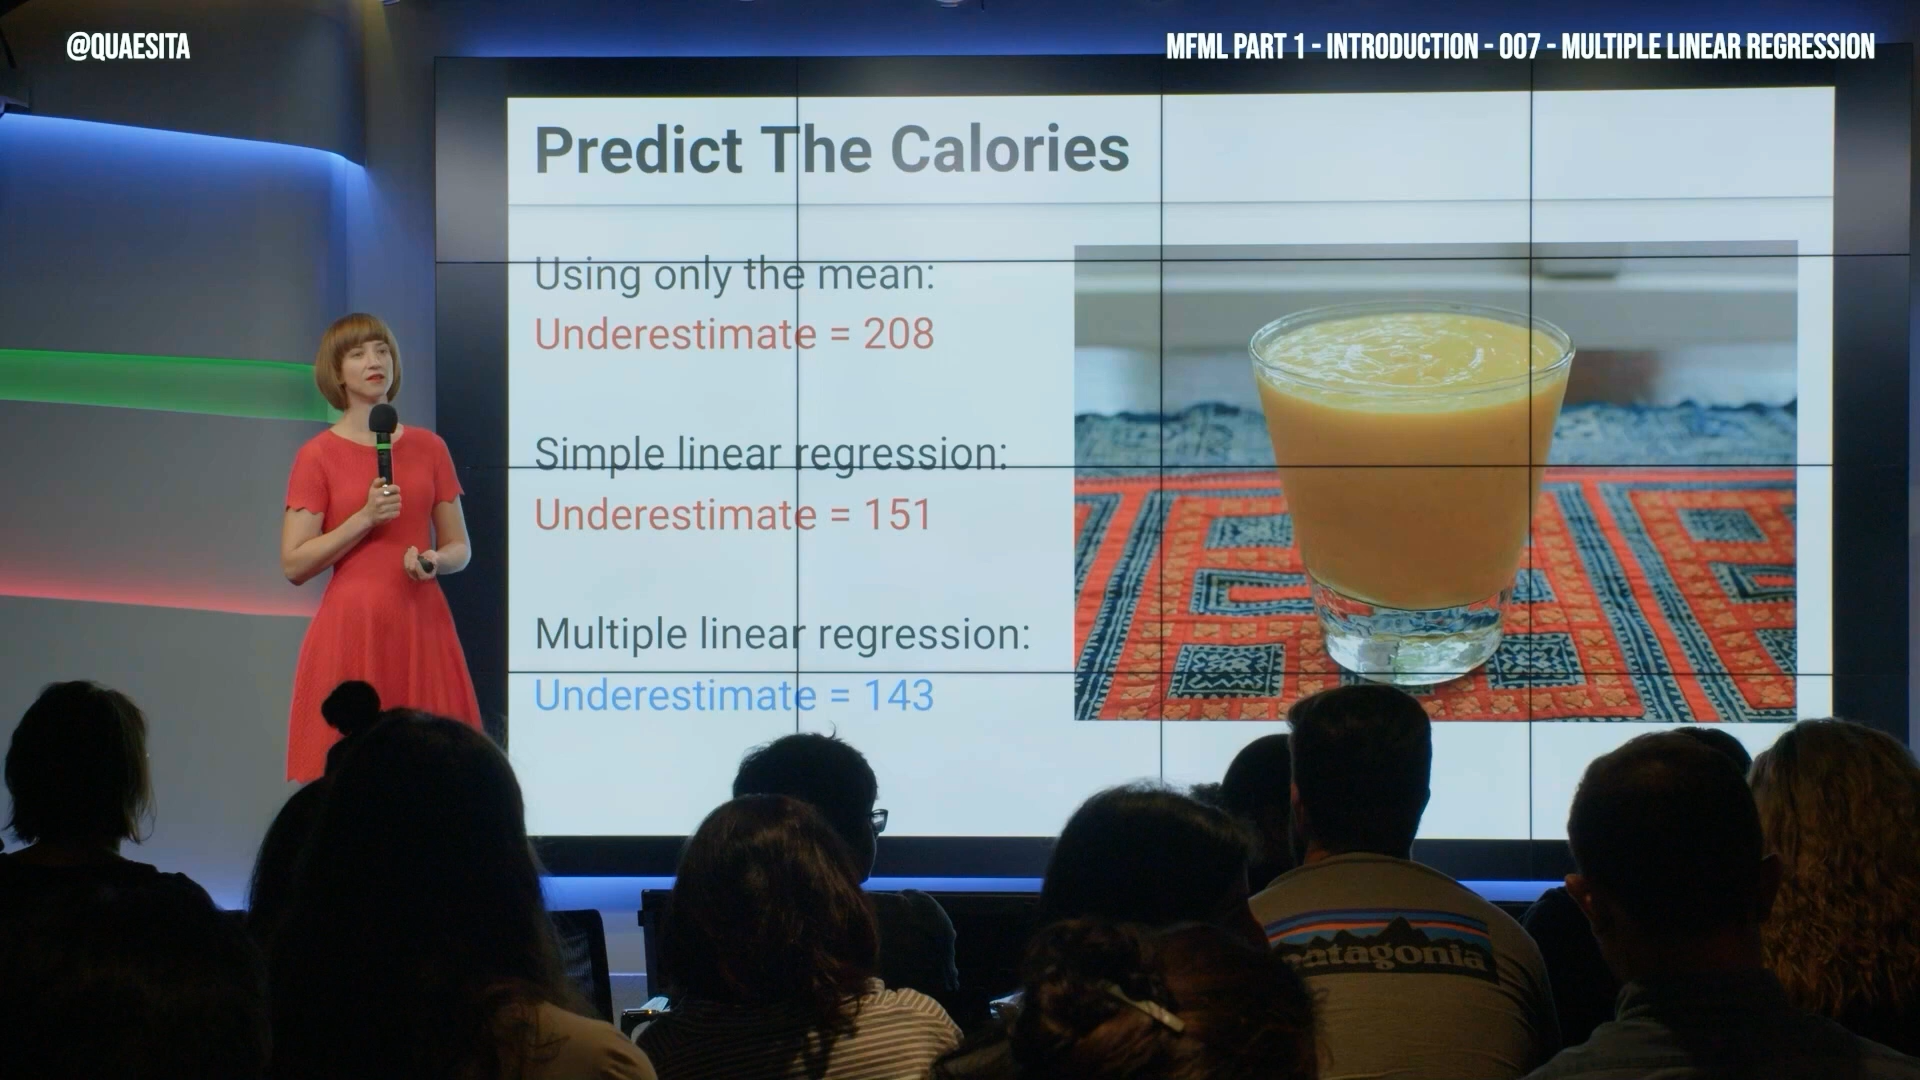 @QUAESITA
MFML PART 1 - INTRODUCTION - 007 - MULTIPLE LINEAR REGRESSION
Predict The Calories
Using only the mean:
Underestimate = 208
Simple linear regression:
Underestimate = 151
Multiple linear regression:
Underestimate = 143
patagonia